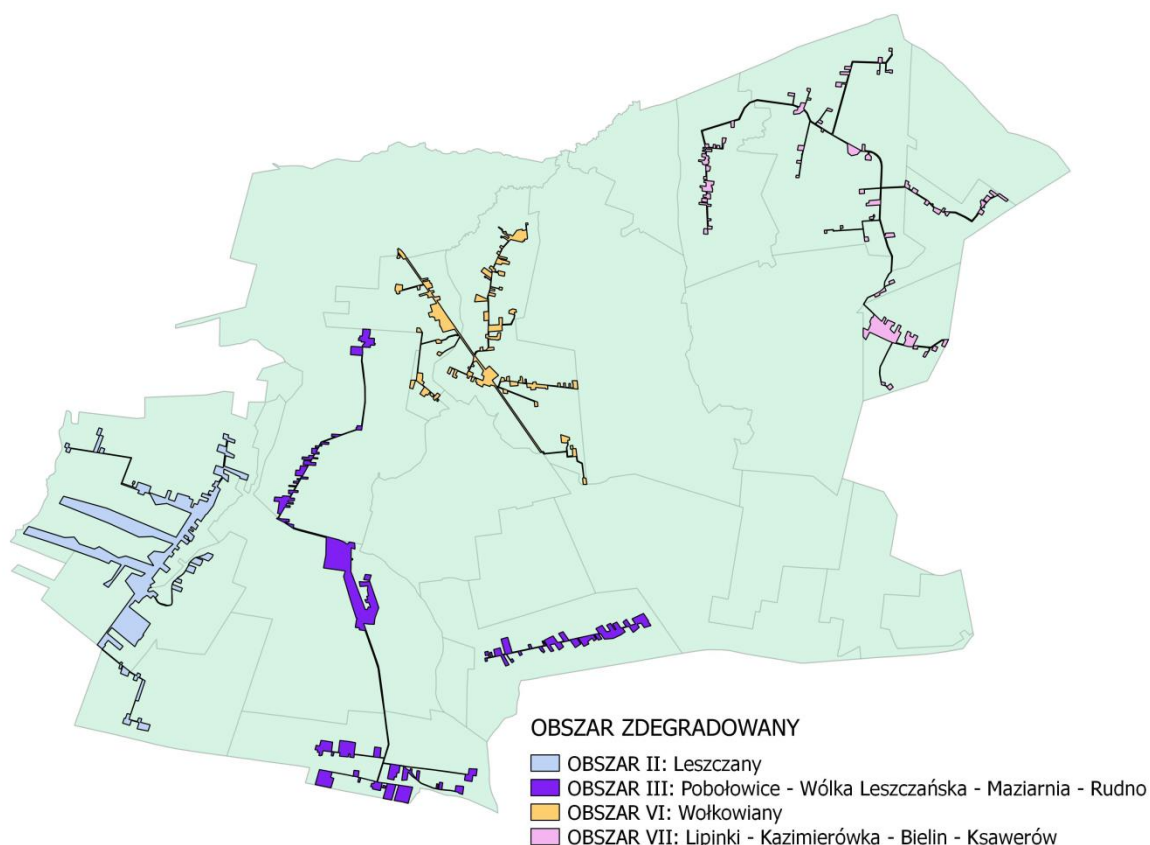 OBSZAR ZDEGRADOWANY
OBSZAR II: Leszczany
OBSZAR III: Pobołowice - Wólka Leszczańska - Maziarnia - Rudno
OBSZAR VI: Wołkowiany
OBSZAR VII: Lipinki - Kazimierówka - Bielin - Ksawerów